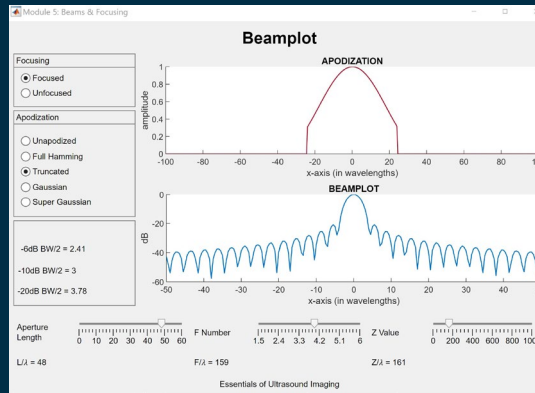 Module 5: Beams & Focusing
Beamplot
Focusing
Focused
Unfocused
Apodization
Unapodized
Full Hamming
Truncated
Gaussian
Super Gaussian
-6dB BW/2 = 2.41
-10dB BW/2 = 3
-20dB BW/2 = 3.78
APODIZATION
amplitude
1
0.8
0.6
0.4
0.2
0
-100 -80 -60 -40 -20 0 20 40 60 80
x-axis (in wavelengths)
BEAMPLOT
dB
0
-20
-40
-60
-50 -40 -30 -20 -10 0 10 20 30 40
x-axis (in wavelengths)
Aperture Length
0 10 20 30 40 50 60
L/λ = 48
F Number
1.5 2.4 3.3 4.2 5.1 6
F/λ = 159
Z Value
0 200 400 600 800
Z/λ = 161
Essentials of Ultrasound Imaging